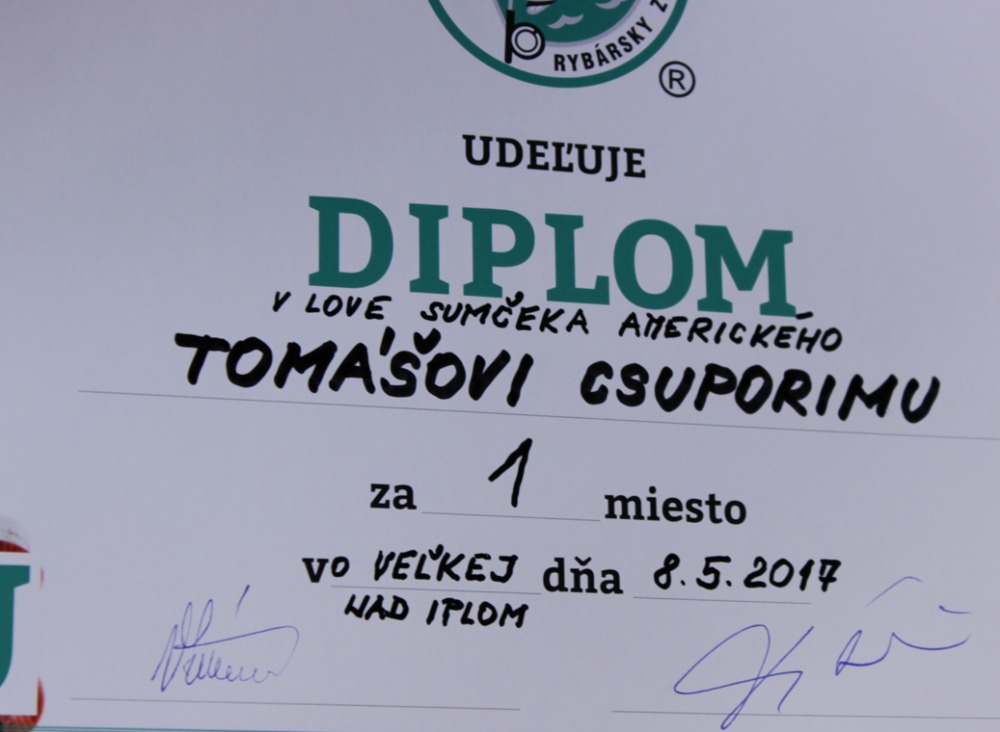 RYBÁRSKY Z
®
UDEĽUJE
DIPLOM
V LOVE SUMČEKA AMERICKÉHO
TOMÁŠOVI CSUPORIMU
za 1 miesto
vo VEĽKEJ dňa 8.5.2017
NAD IPLOM